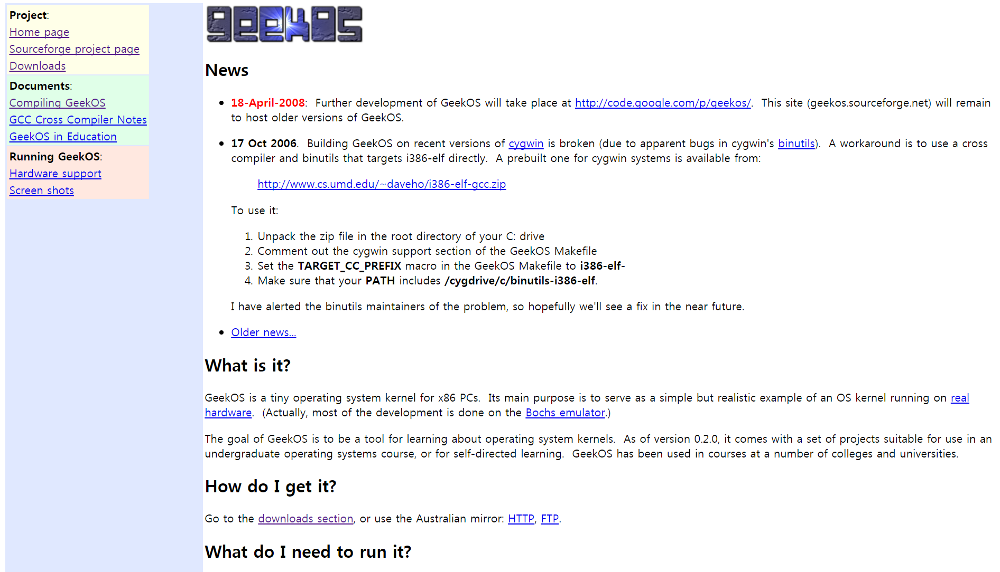 Project:
Home page
Sourceforge project page
Downloads
Documents:
Compiling GeekOS
GCC Cross Compiler Notes
GeekOS in Education
Running GeekOS:
Hardware support
Screen shots
geekos
News
18-April-2008:  Further development of GeekOS will take place at http://code.google.com/p/geekos/.  This site (geekos.sourceforge.net) will remain
to host older versions of GeekOS.
17 Oct 2006.  Building GeekOS on recent versions of cygwin is broken (due to apparent bugs in cygwin's binutils).  A workaround is to use a cross
compiler and binutils that targets i386-elf directly.  A prebuilt one for cygwin systems is available from:
http://www.cs.umd.edu/~daveho/i386-elf-gcc.zip
To use it:
1. Unpack the zip file in the root directory of your C: drive
2. Comment out the cygwin support section of the GeekOS Makefile
3. Set the TARGET_CC_PREFIX macro in the GeekOS Makefile to i386-elf-
4. Make sure that your PATH includes /cygdrive/c/binutils-i386-elf.
I have alerted the binutils maintainers of the problem, so hopefully we'll see a fix in the near future.
Older news...
What is it?
GeekOS is a tiny operating system kernel for x86 PCs.  Its main purpose is to serve as a simple but realistic example of an OS kernel running on real
hardware.  (Actually, most of the development is done on the Bochs emulator.)
The goal of GeekOS is to be a tool for learning about operating system kernels.  As of version 0.2.0, it comes with a set of projects suitable for use in an
undergraduate operating systems course, or for self-directed learning.  GeekOS has been used in courses at a number of colleges and universities.
How do I get it?
Go to the downloads section, or use the Australian mirror: HTTP, FTP.
What do I need to run it?